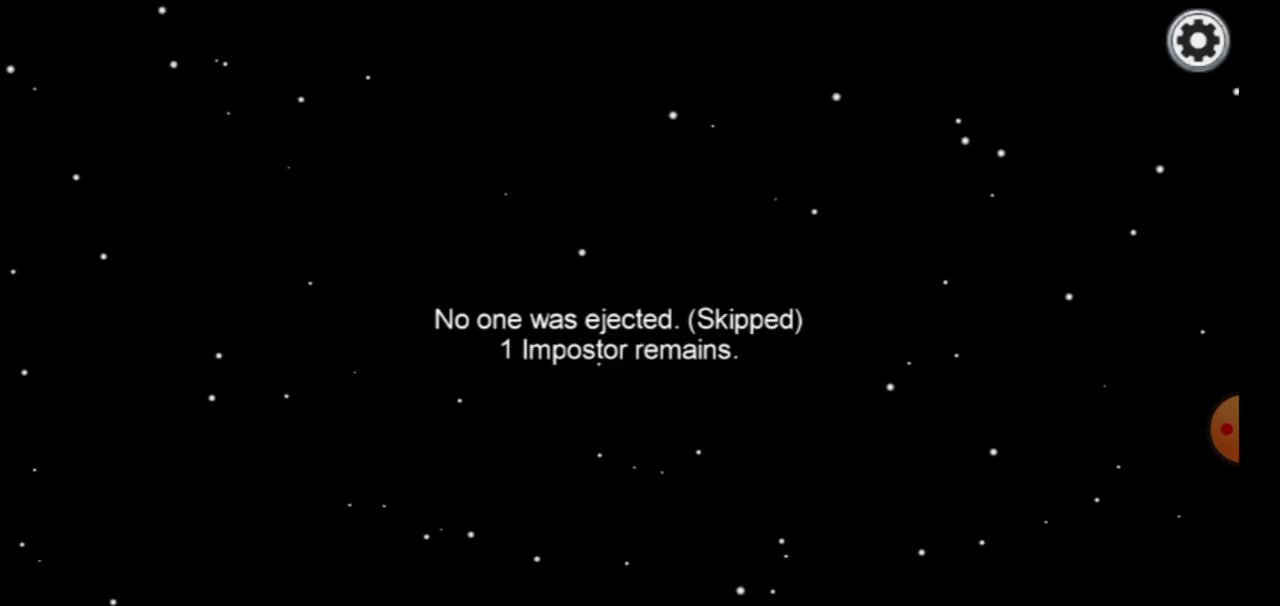 No one was ejected. (Skipped)
1 Impostor remains.